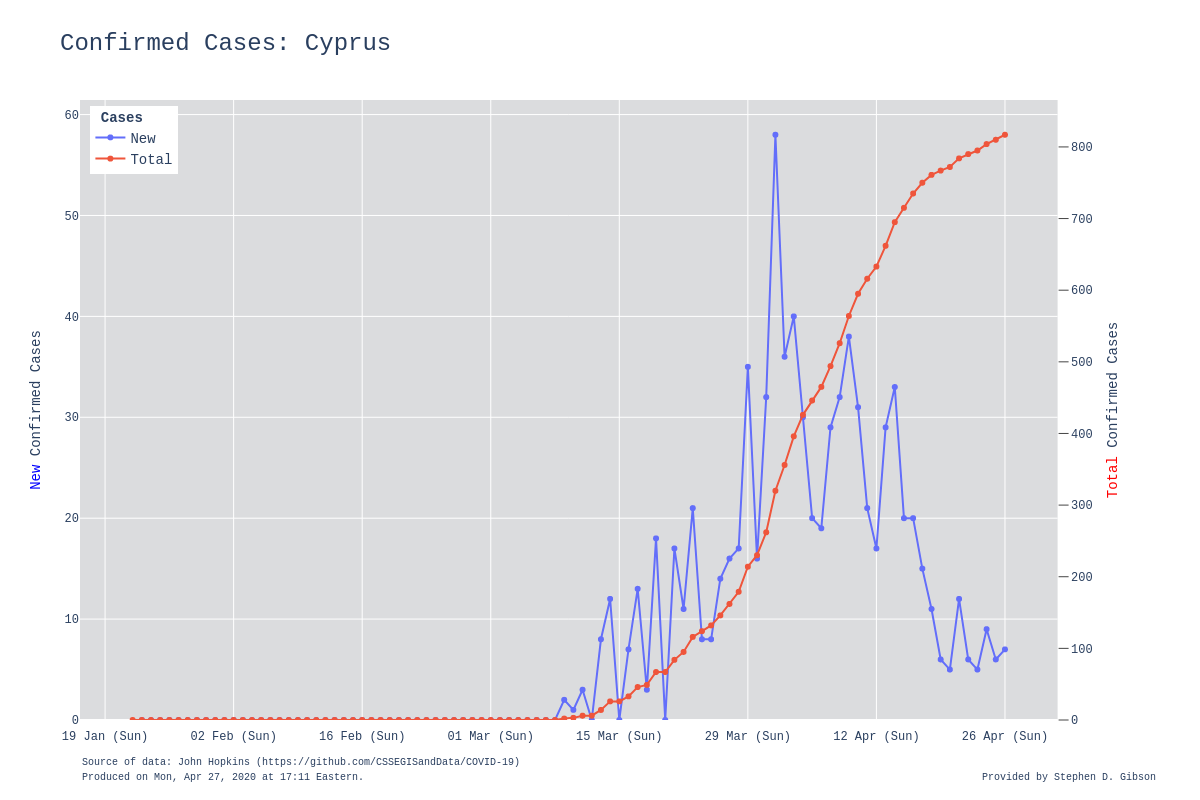 Confirmed Cases: Cyprus
Cases
New
Total
60
50
40
30
20
10
0
New Confirmed Cases
800
700
600
500
400
300
200
100
0
Total Confirmed Cases
19 Jan (Sun) 02 Feb (Sun) 16 Feb (Sun) 01 Mar (Sun) 15 Mar (Sun) 29 Mar (Sun) 12 Apr (Sun) 26 Apr (Sun)
Source of data: John Hopkins (https://github.com/CSSEGISandData/COVID-19)
Produced on Mon, Apr 27, 2020 at 17:11 Eastern.
Provided by Stephen D. Gibson